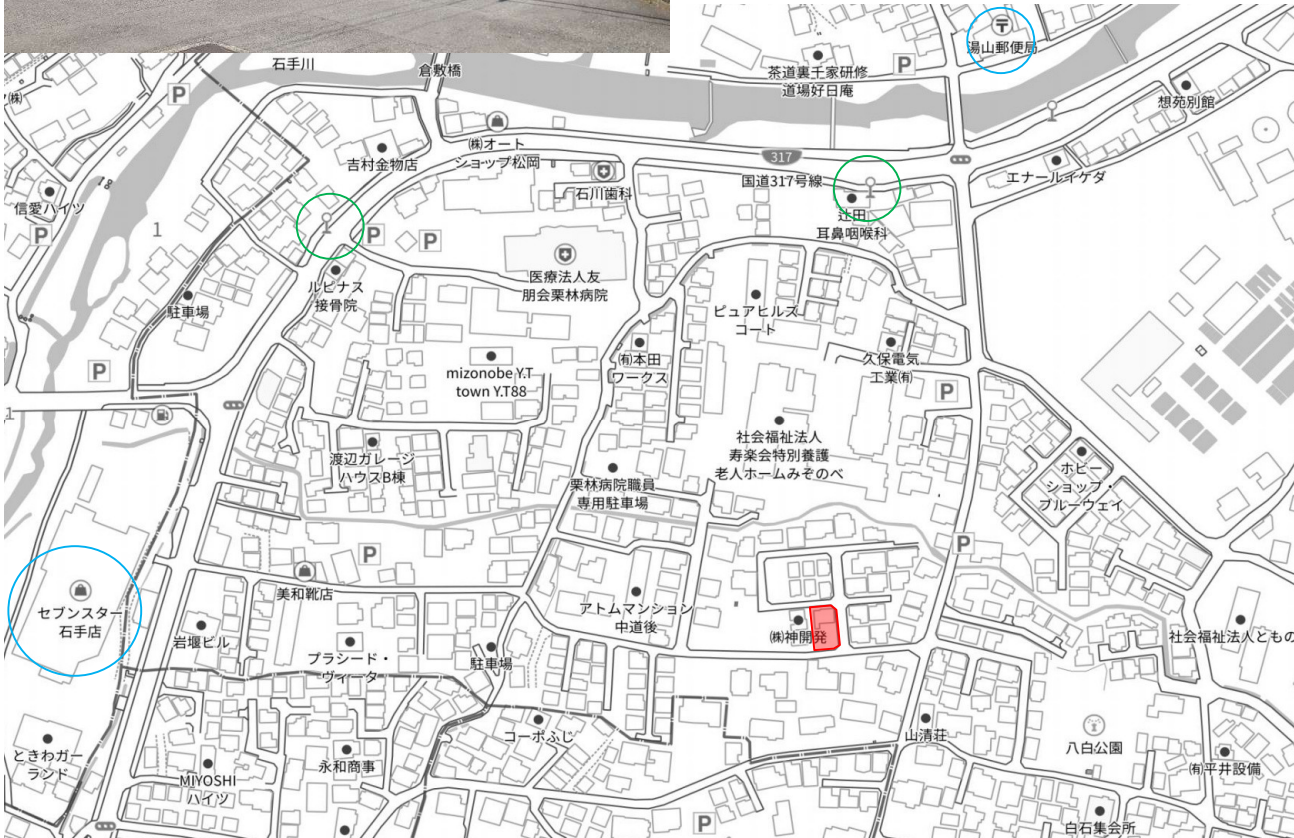 湯山郵便局
茶道裏千家研修
道場好日庵
P
想苑別館
石手川
倉敷橋
P
㈱
㈱オート
ショップ松岡
吉村金物店
317
国道317号線
エナールイケダ
石川歯科
辻田
耳鼻咽喉科
信愛ハイツ
P
1
P
P
医療法人友
朋会栗林病院
ルピナス
接骨院
駐車場
ピュアヒルズ
コート
㈲本田
ワークス
久保電気
工業㈲
mizonobe Y.T
town Y.T88
P
P
1
社会福祉法人
寿楽会特別養護
老人ホームみぞのべ
渡辺ガレージ
ハウスB棟
栗林病院職員
専用駐車場
ホビー
ショップ・
ブルーウェイ
P
P
セブンスター
石手店
美和靴店
アトムマンション
中道後
㈱神開発
社会福祉法人ともの
岩堰ビル
プラシード・
ヴィータ
駐車場
ときわガー
ランド
コーポふじ
山清荘
八白公園
MIYOSHI
ハイツ
永和商事
㈲平井設備
P
白石集会所